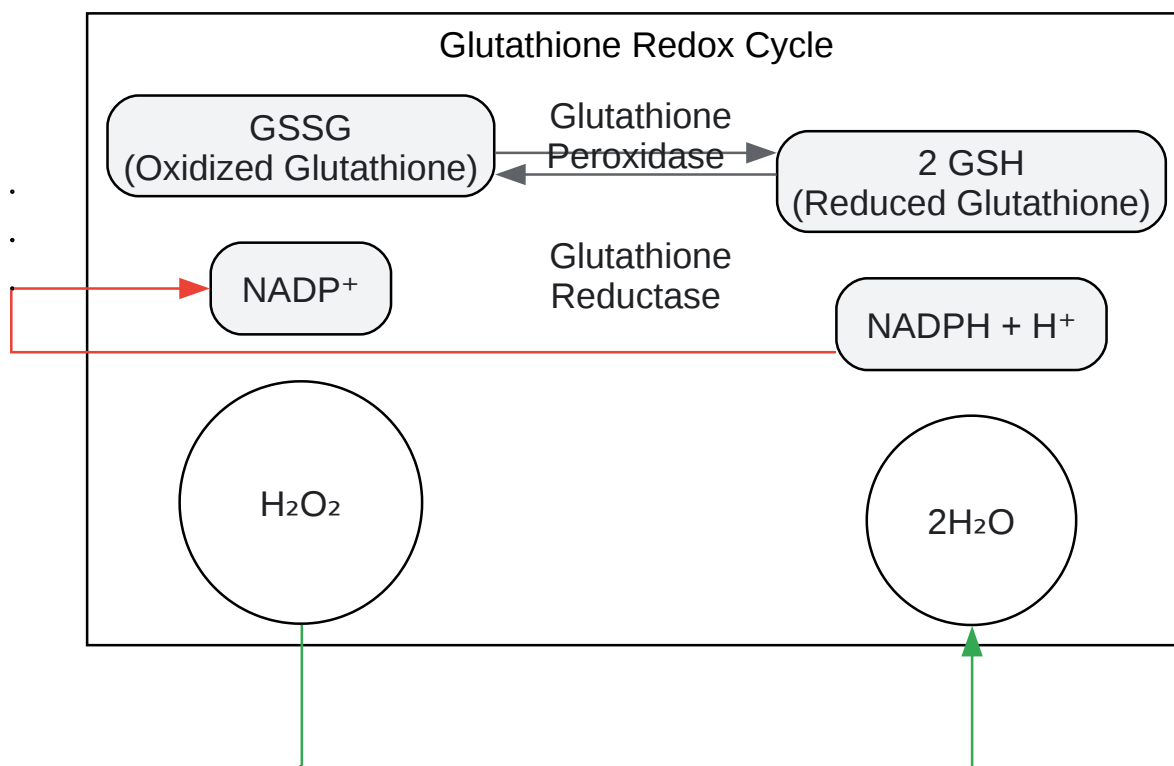 Glutathione Redox Cycle
GSSG
(Oxidized Glutathione)
Glutathione
Peroxidase
2 GSH
(Reduced Glutathione)
NADP⁺
Glutathione
Reductase
NADPH + H⁺
H₂O₂
2H₂O